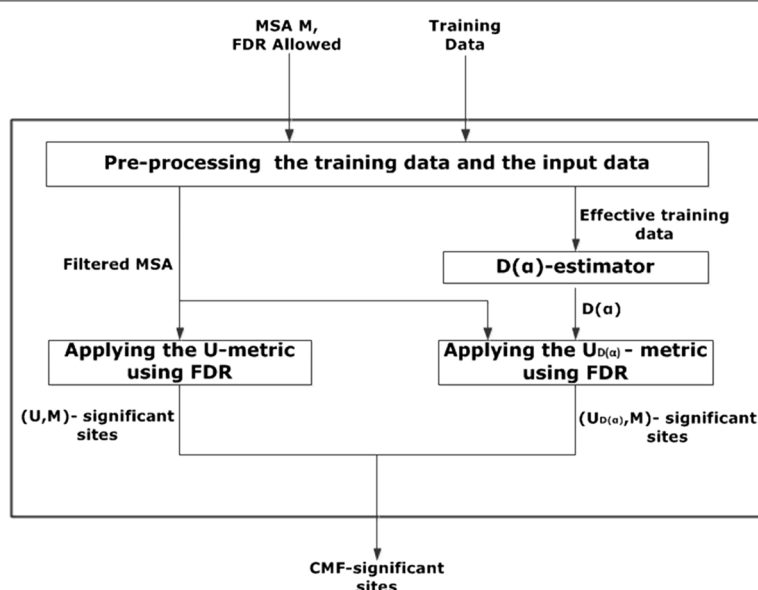 MSA M,
FDR Allowed
Training
Data
Pre-processing the training data and the input data
Effective training
data
Filtered MSA
D(α)-estimator
D(α)
Applying the U-metric
using FDR
Applying the UD(α) - metric
using FDR
(U,M)- significant
sites
(UD(α),M)- significant
sites
CMF-significant
sites